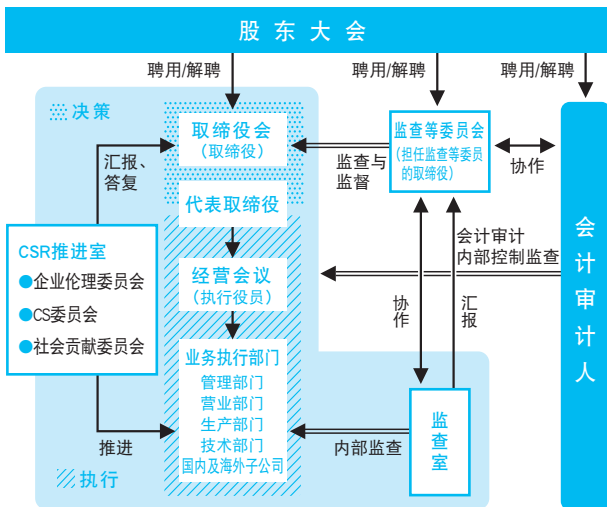 股东大会
聘用/解聘
聘用/解聘
聘用/解聘
决策
取缔役会
（取缔役）
监查等委员会
（担任监查等委员
的取缔役）
汇报、
答复
监查与
监督
协作
代表取缔役
CSR推进室
●企业伦理委员会
●CS委员会
●社会贡献委员会
会计审计
内部控制监查
会计审计人
经营会议
（执行役员）
协作
汇报
业务执行部门
管理部门
营业部门
生产部门
技术部门
国内及海外子公司
监查室
推进
内部监查
执行